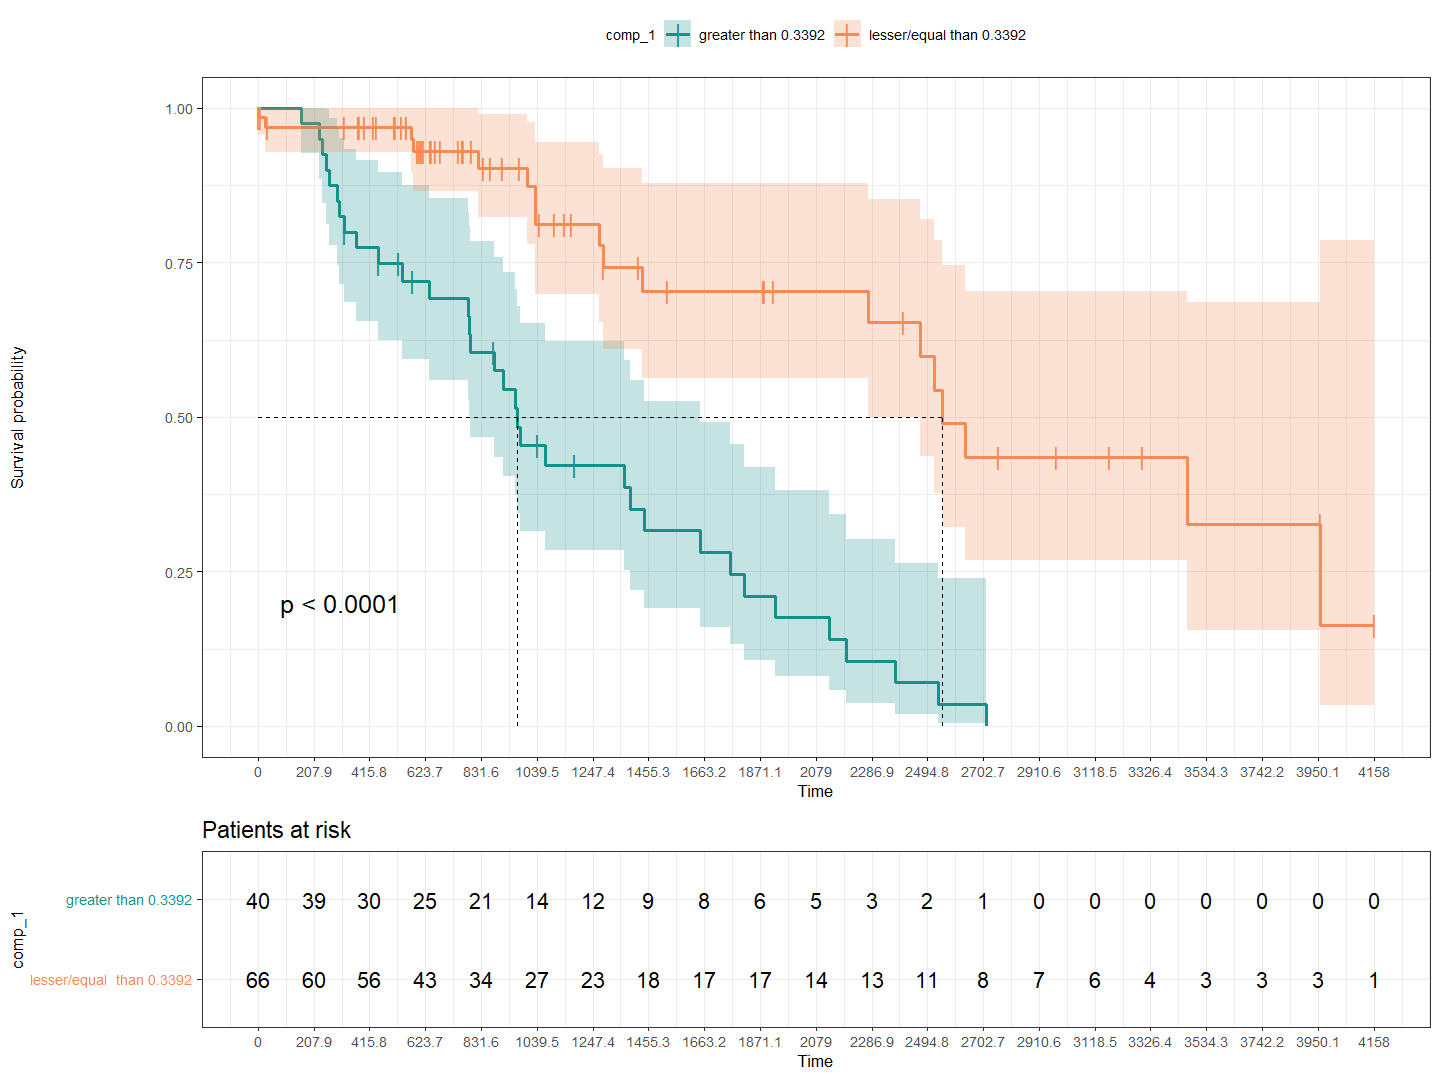 comp_1 greater than 0.3392 lesser/equal than 0.3392
Survival probability
1.00
0.75
0.50
0.25
0.00
p < 0.0001
0 207.9 415.8 623.7 831.6 1039.5 1247.4 1455.3 1663.2 1871.1 2079 2286.9 2494.8 2702.7 2910.6 3118.5 3326.4 3534.3 3742.2 3950.1 4158
Time
Patients at risk
comp_1
greater than 0.3392 40 39 30 25 21 14 12 9 8 6 5 3 2 1 0 0 0 0 0 0 0
lesser/equal than 0.3392 66 60 56 43 34 27 23 18 17 17 14 13 11 8 7 6 4 3 3 3 1
0 207.9 415.8 623.7 831.6 1039.5 1247.4 1455.3 1663.2 1871.1 2079 2286.9 2494.8 2702.7 2910.6 3118.5 3326.4 3534.3 3742.2 3950.1 4158
Time